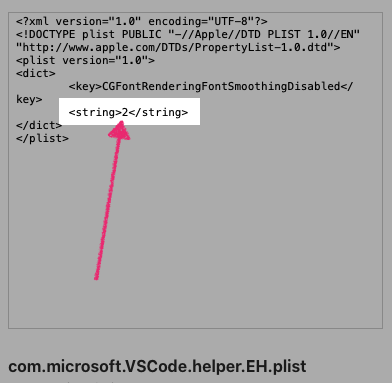 <?xml version="1.0" encoding="UTF-8"?>
<!DOCTYPE plist PUBLIC "-//Apple//DTD PLIST 1.0//EN"
"http://www.apple.com/DTDs/PropertyList-1.0.dtd">
<plist version="1.0">
<dict>
<key>CGFontRenderingFontSmoothingDisabled</
key>
<string>2</string>
</dict>
</plist>
com.microsoft.VSCode.helper.EH.plist